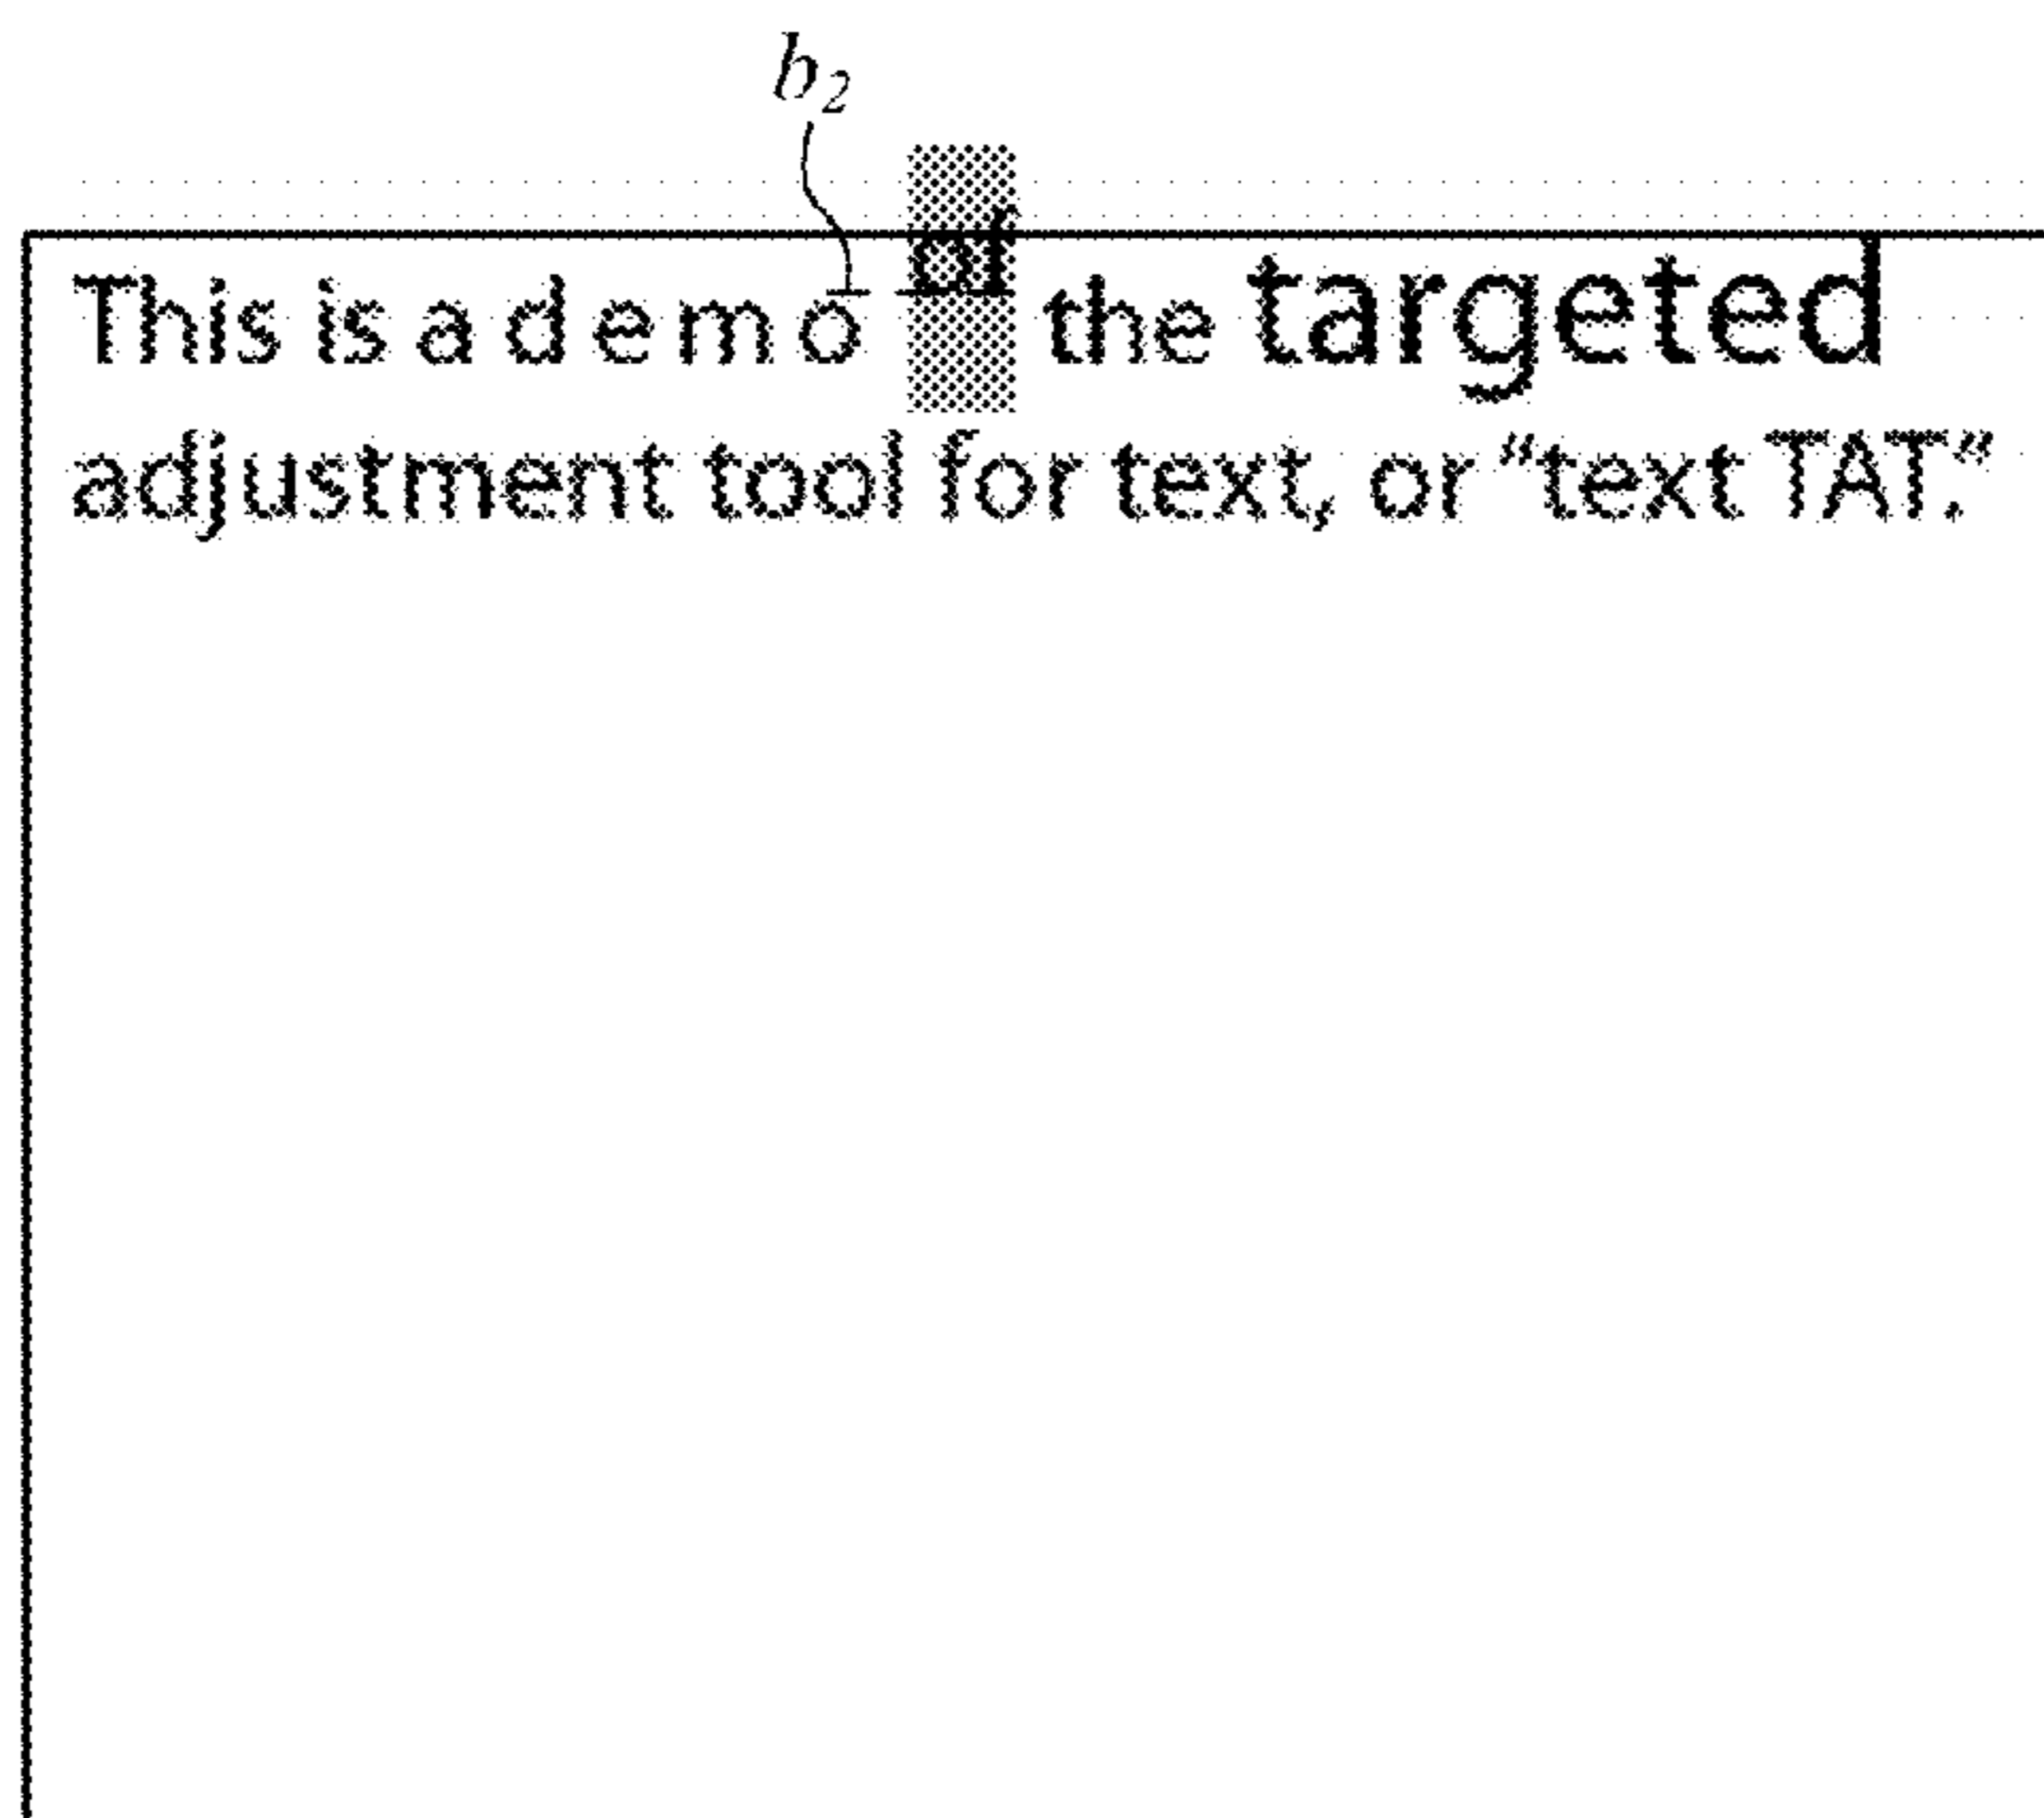 b2
This is a demo of the targeted
adjustment tool for text, or “text TAT.”